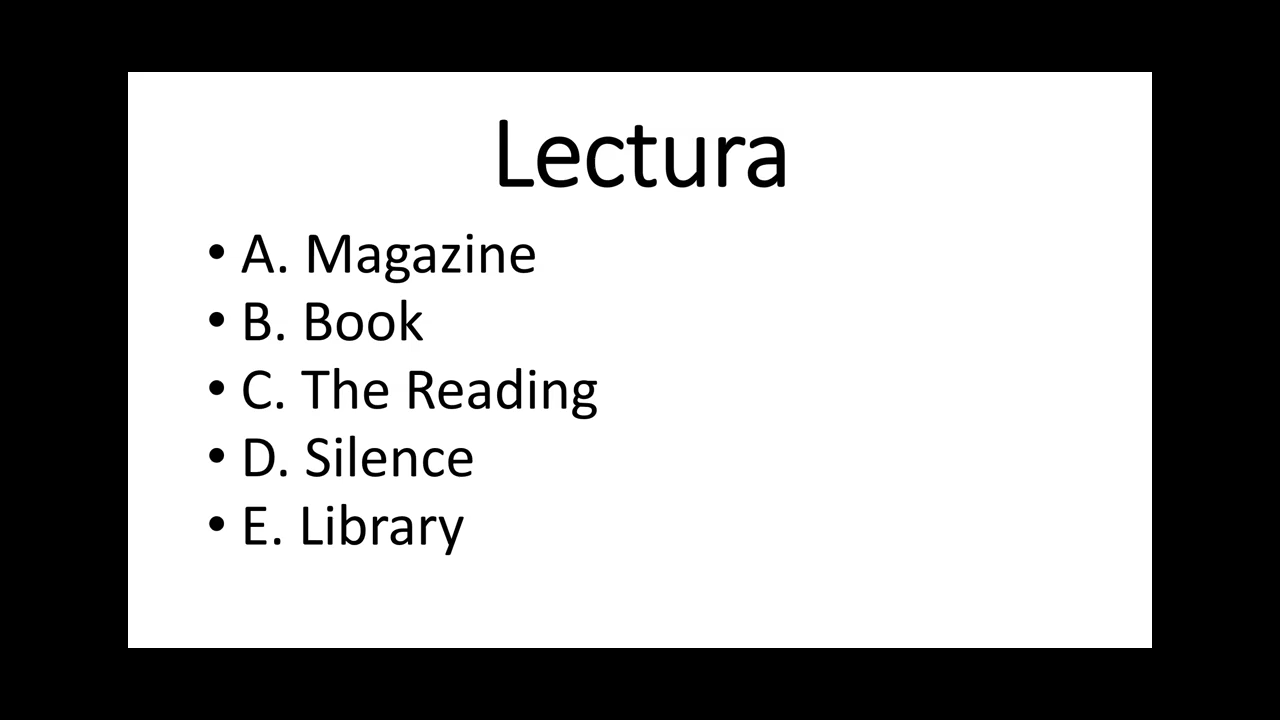 Lectura
• A. Magazine
• B. Book
• C. The Reading
• D. Silence
• E. Library